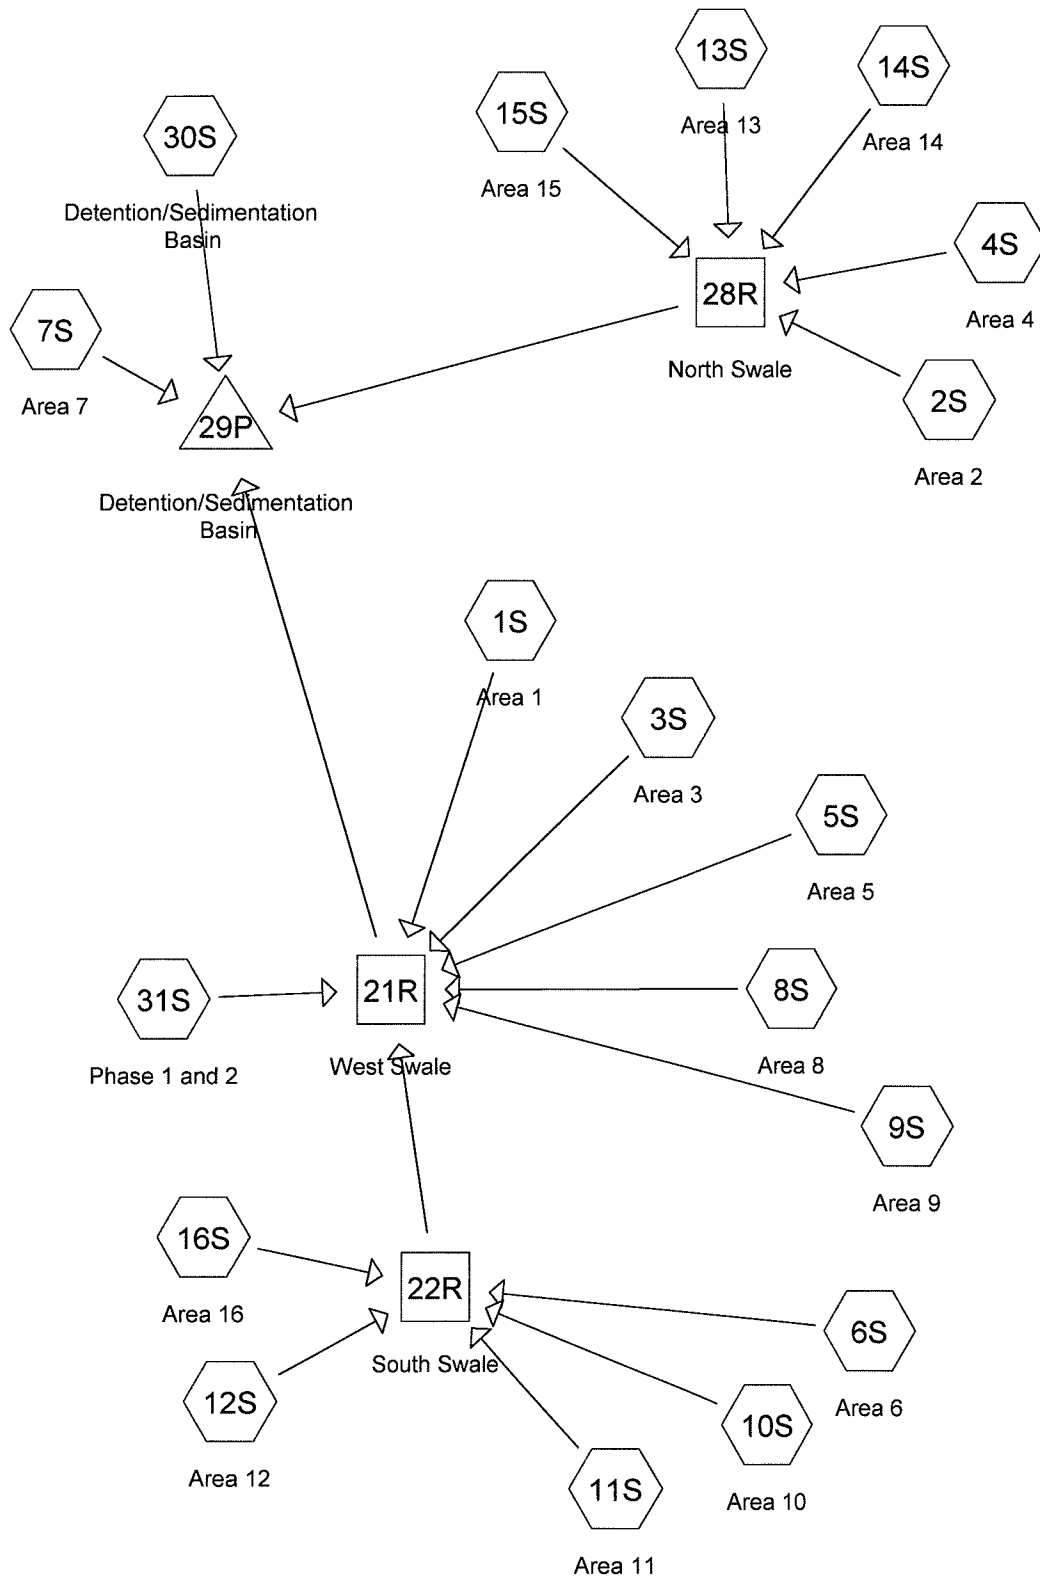 13S
Area 13
14S
Area 14
15S
Area 15
30S
Detention/Sedimentation
Basin
4S
Area 4
28R
North Swale
7S
Area 7
2S
Area 2
29P
Detention/Sedimentation
Basin
1S
Area 1
3S
Area 3
5S
Area 5
31S
Phase 1 and 2
21R
West Swale
8S
Area 8
9S
Area 9
16S
Area 16
22R
South Swale
6S
Area 6
12S
Area 12
10S
Area 10
11S
Area 11